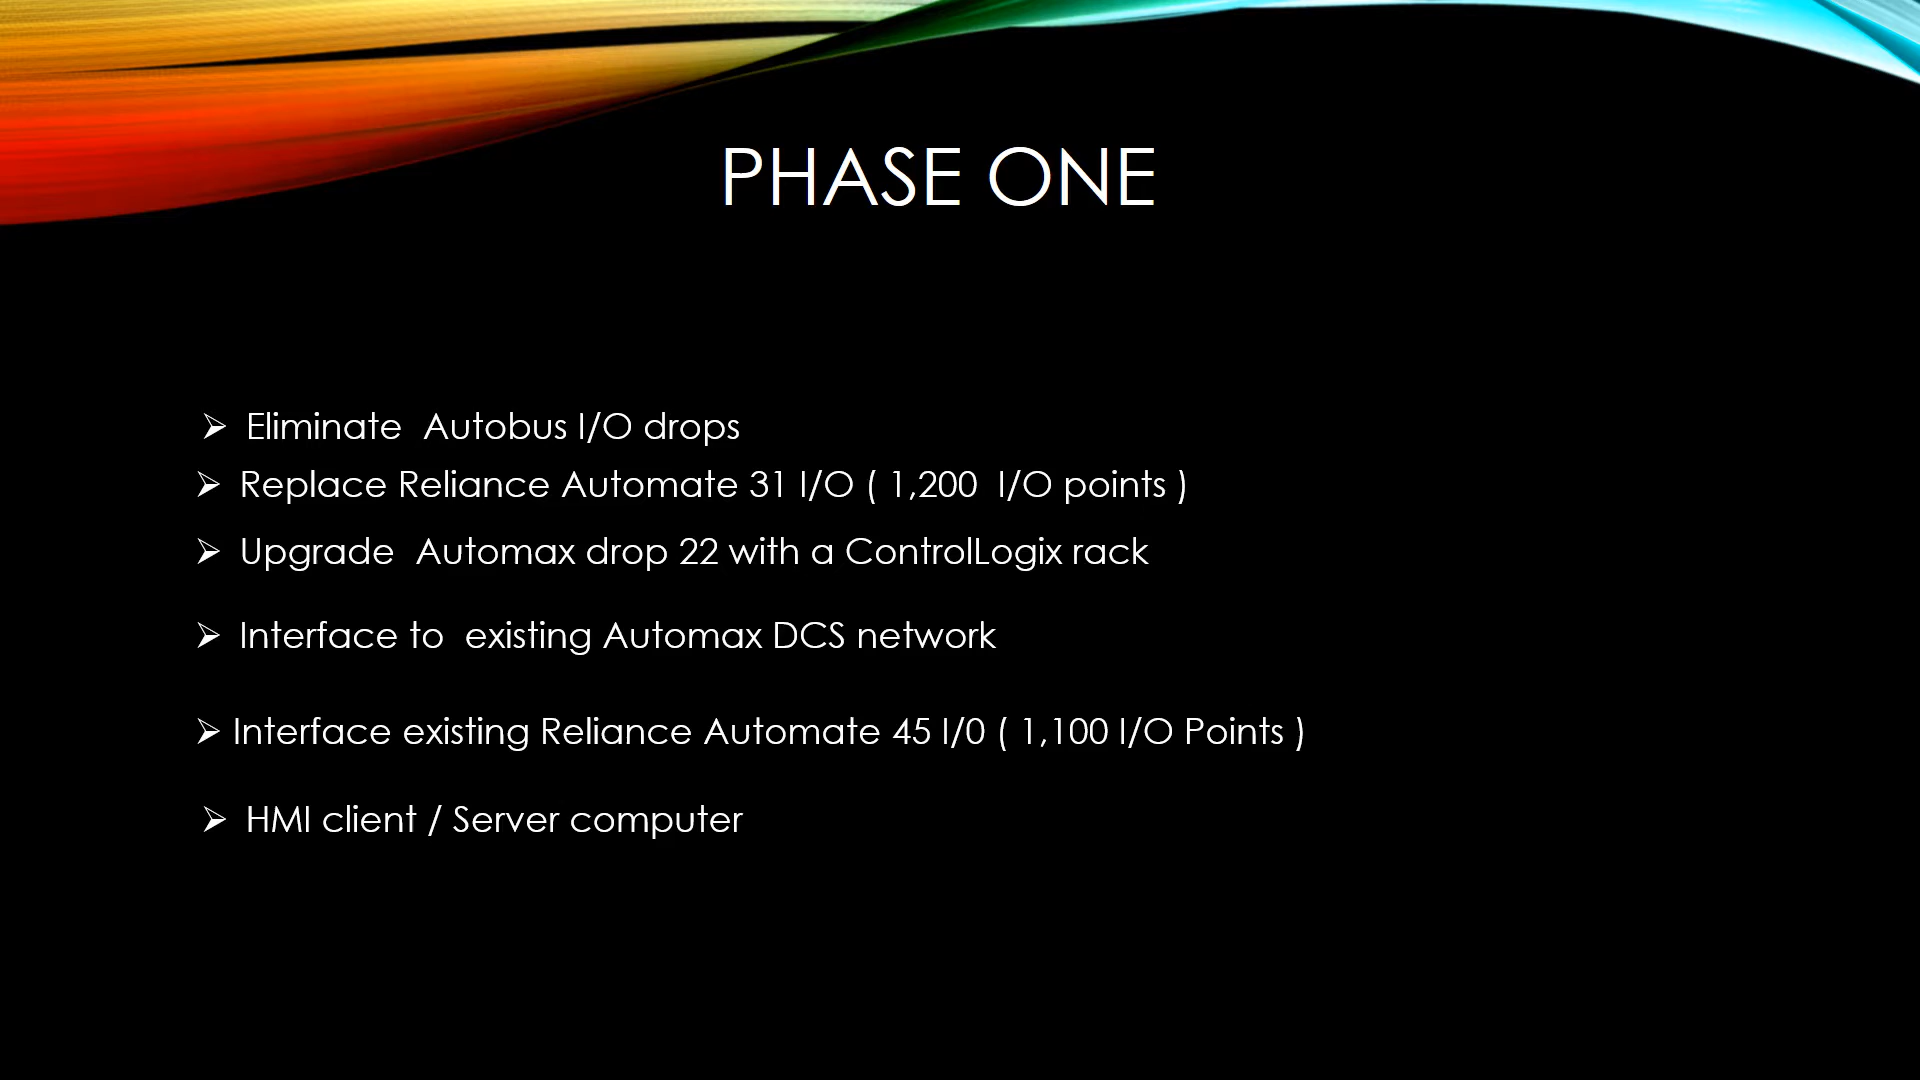 PHASE ONE
➢ Eliminate  Autobus I/O drops
➢ Replace Reliance Automate 31 I/O ( 1,200  I/O points )
➢ Upgrade  Automax drop 22 with a ControlLogix rack
➢ Interface to  existing Automax DCS network
➢ Interface existing Reliance Automate 45 I/0 ( 1,100 I/O Points )
➢ HMI client / Server computer